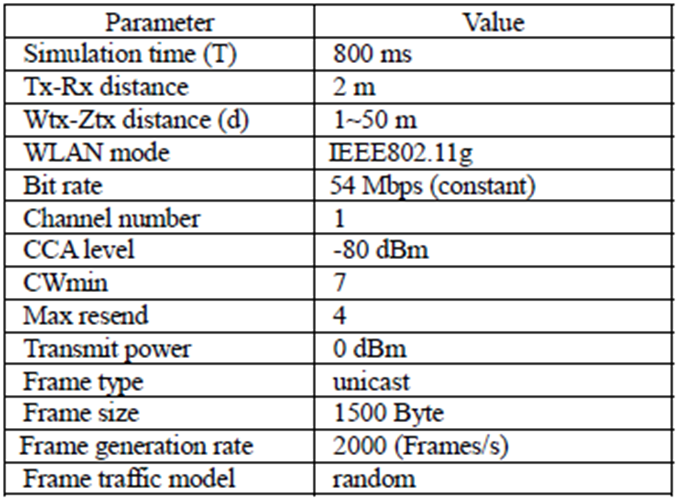 Parameter Value
Simulation time (T) 800 ms
Tx-Rx distance 2 m
Wtx-Ztx distance (d) 1~50 m
WLAN mode IEEE802.11g
Bit rate 54 Mbps (constant)
Channel number 1
CCA level -80 dBm
CWmin 7
Max resend 4
Transmit power 0 dBm
Frame type unicast
Frame size 1500 Byte
Frame generation rate 2000 (Frames/s)
Frame traffic model random